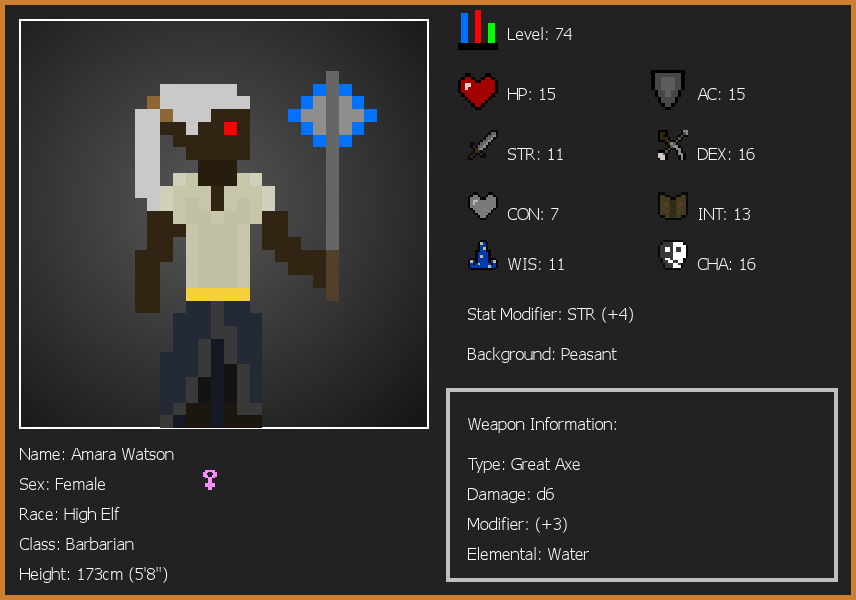 Level: 74
HP: 15
AC: 15
STR: 11
DEX: 16
CON: 7
INT: 13
WIS: 11
CHA: 16
Stat Modifier: STR (+4)
Background: Peasant
Weapon Information:
Type: Great Axe
Damage: d6
Modifier: (+3)
Elemental: Water
Name: Amara Watson
Sex: Female
Race: High Elf
Class: Barbarian
Height: 173cm (5'8")